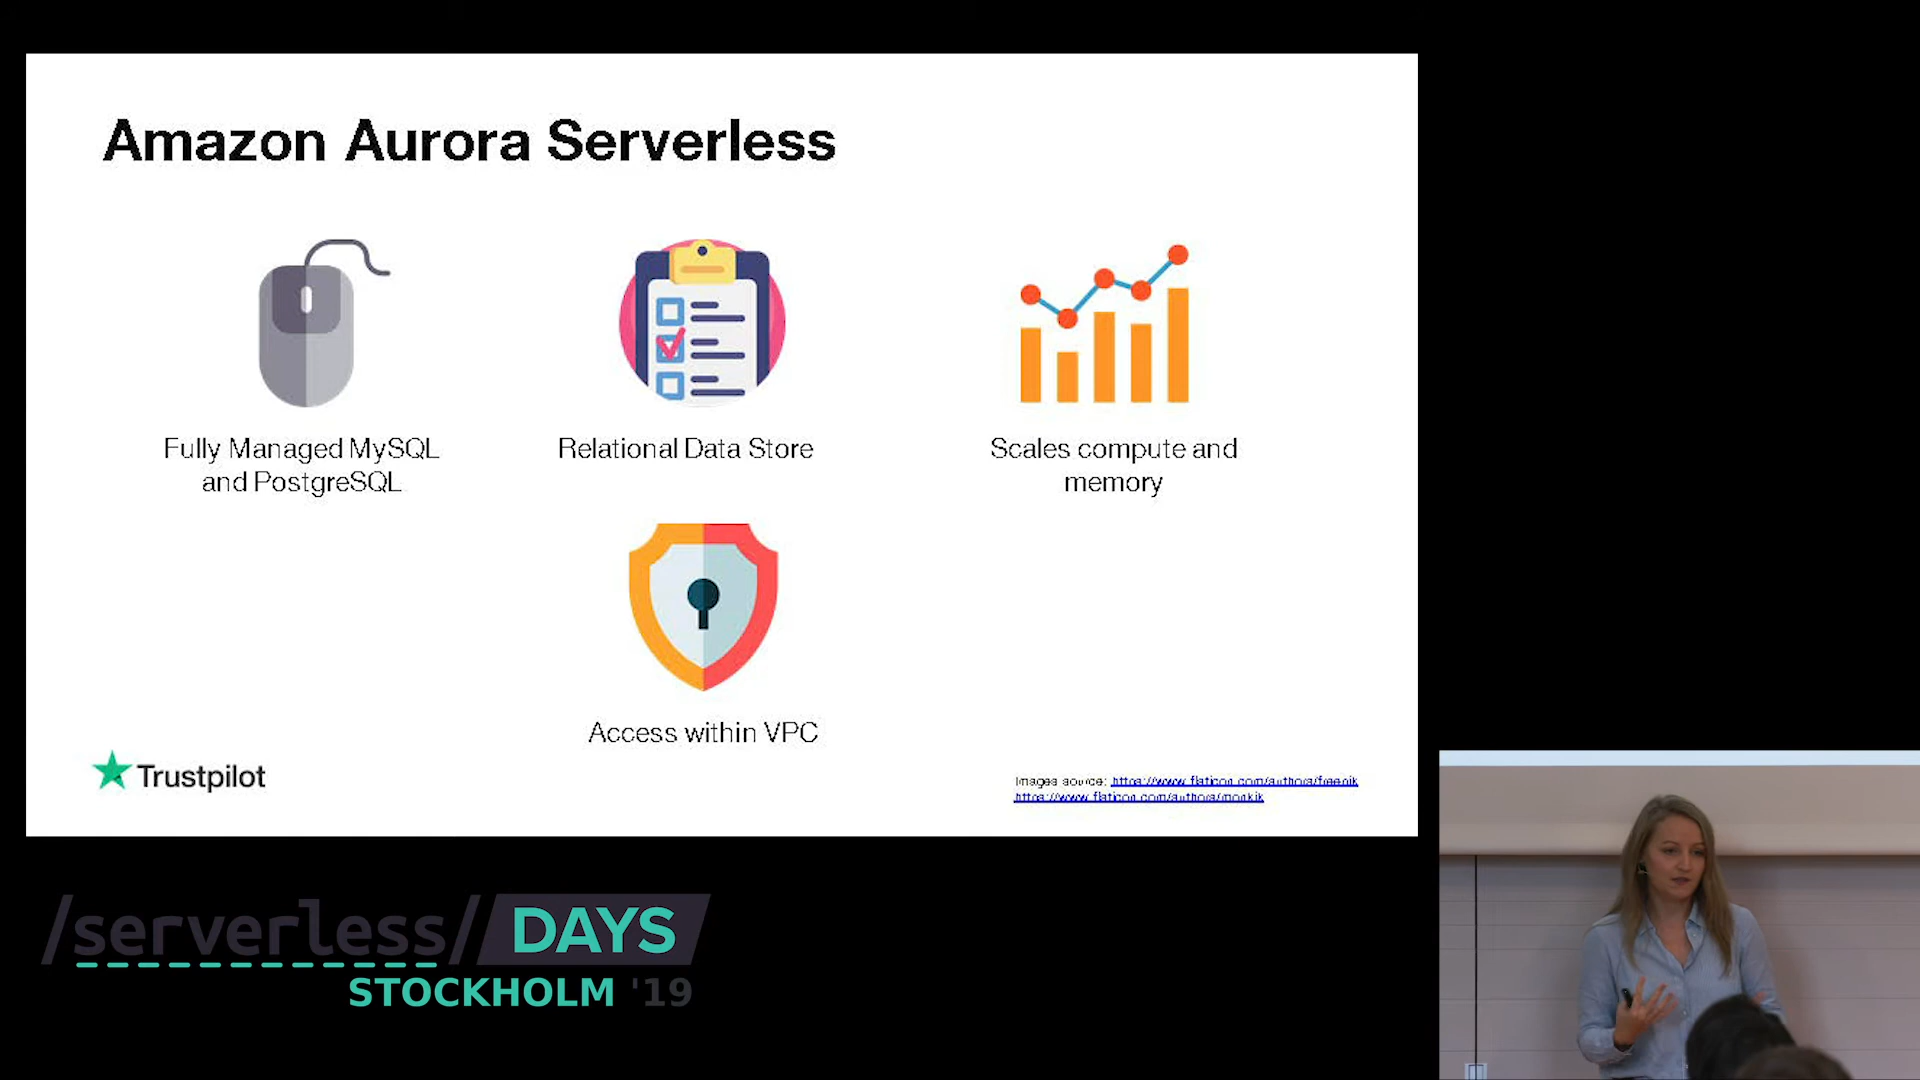 Amazon Aurora Serverless
Fully Managed MySQL
and PostgreSQL
Relational Data Store
Scales compute and
memory
Access within VPC
Trustpilot
Images source: https://www.flaticon.com/authors/freepik
https://www.flaticon.com/authors/monkik
/serverless/ DAYS
STOCKHOLM '19